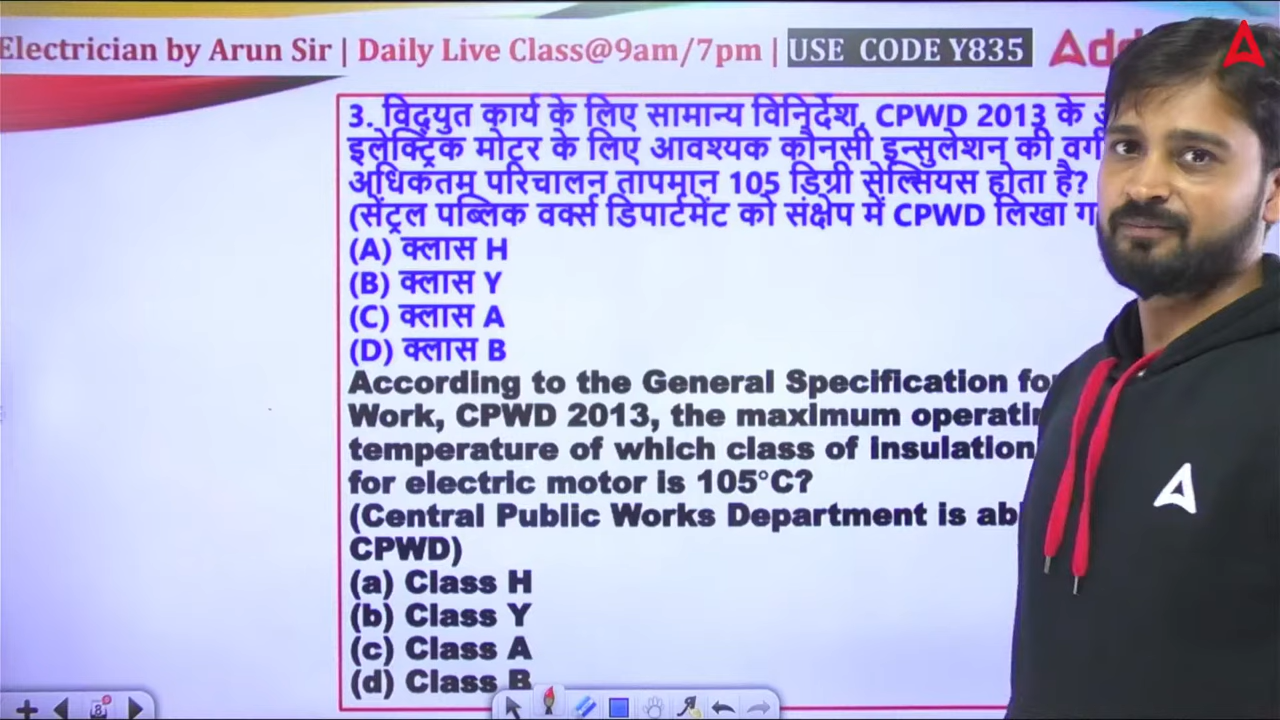 Electrician by Arun Sir | Daily Live Class@9am/7pm | USE CODE Y835
3. विद्युत कार्य के लिए सामान्य विनिर्देश, CPWD 2013 के
इलेक्ट्रिक मोटर के लिए आवश्यक कौनसी इन्सुलेशन की
अधिकतम परिचालन तापमान 105 डिग्री सेल्सियस होता है?
(सेंट्रल पब्लिक वर्क्स डिपार्टमेंट को संक्षेप में CPWD लिखा
(A) क्लास H
(B) क्लास Y
(C) क्लास A
(D) क्लास B
According to the General Specification
Work, CPWD 2013, the maximum
temperature of which class of insulation
for electric motor is 105°C?
(Central Public Works Department is
CPWD)
(a) Class H
(b) Class Y
(c) Class A
(d) Class B
8